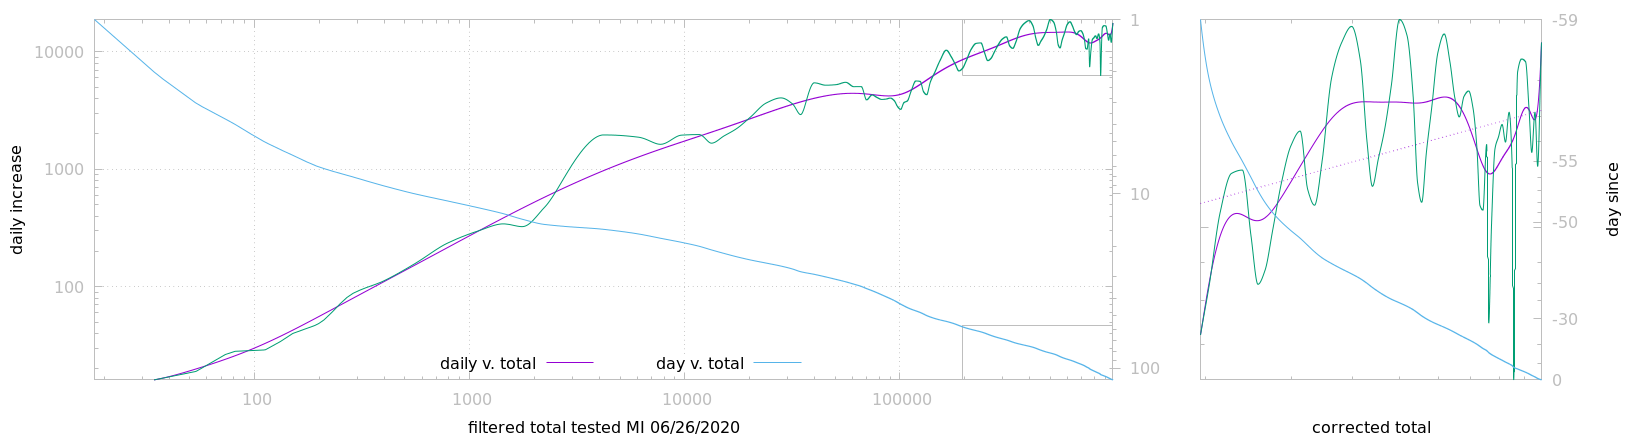 10000
1000
100
daily increase
100
1000
10000
100000
filtered total tested MI 06/26/2020
daily v. total
day v. total
1
10
100
-59
-55
-50
-30
0
day since
corrected total